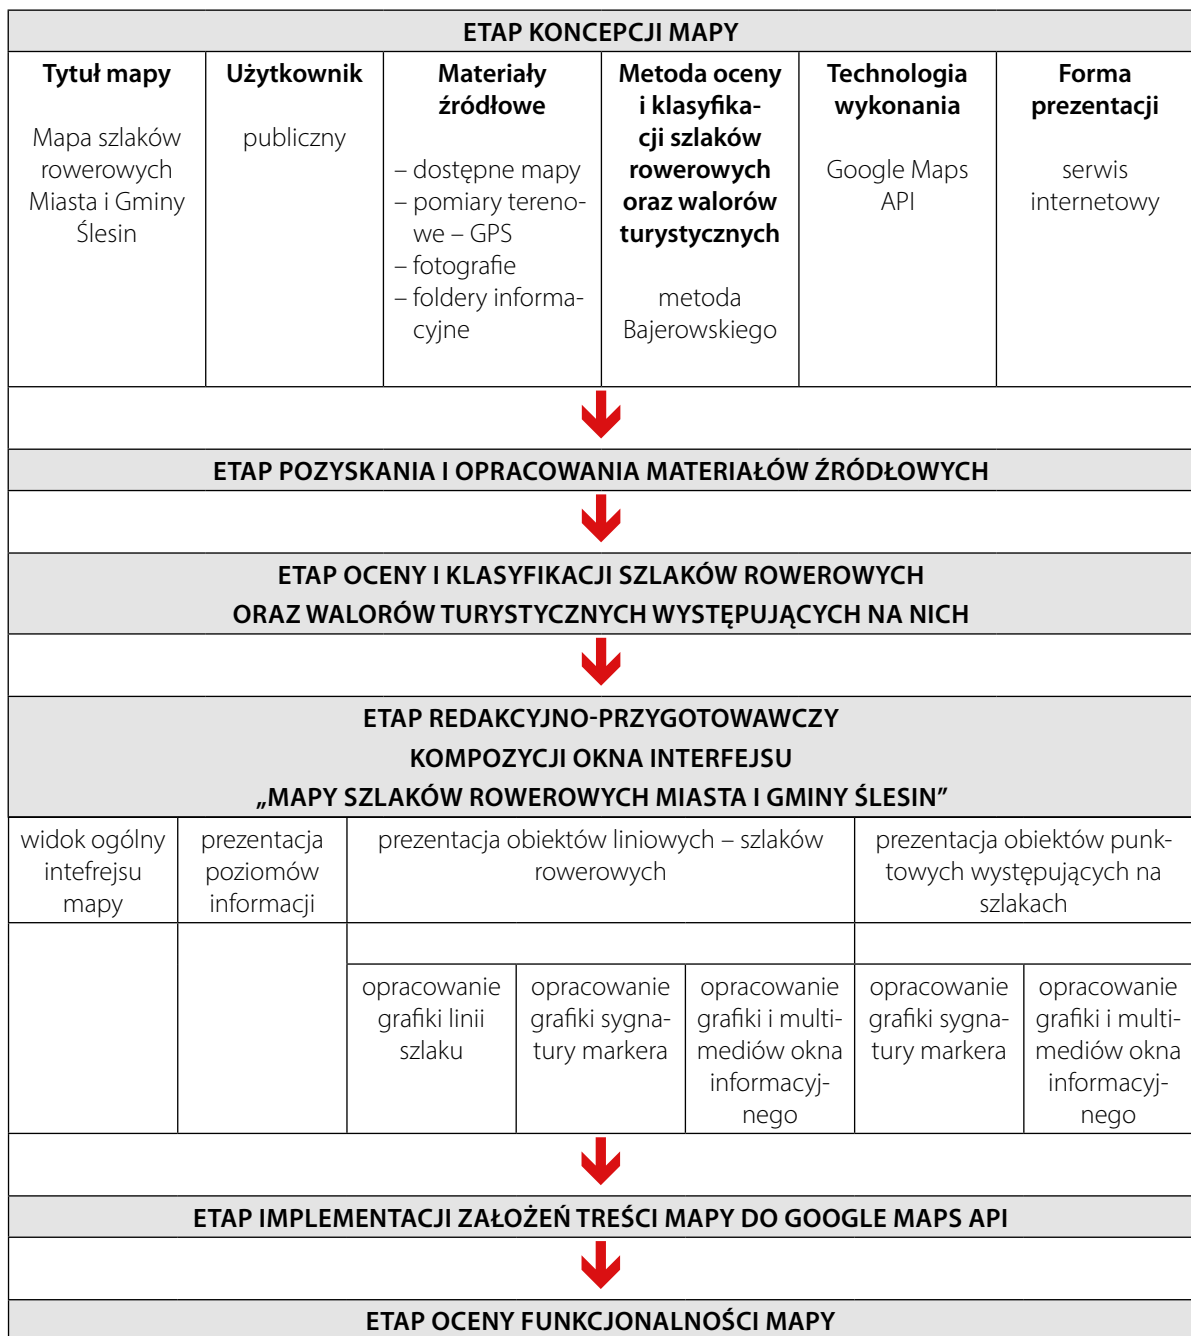 ETAP KONCEPCJI MAPY
Tytuł mapy
Mapa szlaków
rowerowych
Miasta i Gminy
Ślesin
Użytkownik
publiczny
Materiały
źródłowe
– dostępne mapy
– pomiary tereno-
we – GPS
– fotografie
– foldery informa-
cyjne
Metoda oceny
i klasyfika-
cji szlaków
rowerowych
oraz walorów
turystycznych
metoda
Bajerowskiego
Technologia
wykonania
Google Maps
API
Forma
prezentacji
serwis
internetowy
ETAP POZYSKANIA I OPRACOWANIA MATERIAŁÓW ŹRÓDŁOWYCH
ETAP OCENY I KLASYFIKACJI SZLAKÓW ROWEROWYCH
ORAZ WALORÓW TURYSTYCZNYCH WYSTĘPUJĄCYCH NA NICH
ETAP REDAKCYJNO-PRZYGOTOWAWCZY
KOMPOZYCJI OKNA INTERFEJSU
„MAPY SZLAKÓW ROWEROWYCH MIASTA I GMINY ŚLESIN”
widok ogólny
intefrejsu
mapy
prezentacja
poziomów
informacji
prezentacja obiektów liniowych – szlaków
rowerowych
prezentacja obiektów punk-
towych występujących na
szlakach
opracowanie
grafiki linii
szlaku
opracowanie
grafiki sygna-
tury markera
opracowanie
grafiki i multi-
mediów okna
informacyj-
nego
opracowanie
grafiki sygna-
tury markera
opracowanie
grafiki i multi-
mediów okna
informacyj-
nego
ETAP IMPLEMENTACJI ZAŁOŻEŃ TREŚCI MAPY DO GOOGLE MAPS API
ETAP OCENY FUNKCJONALNOŚCI MAPY